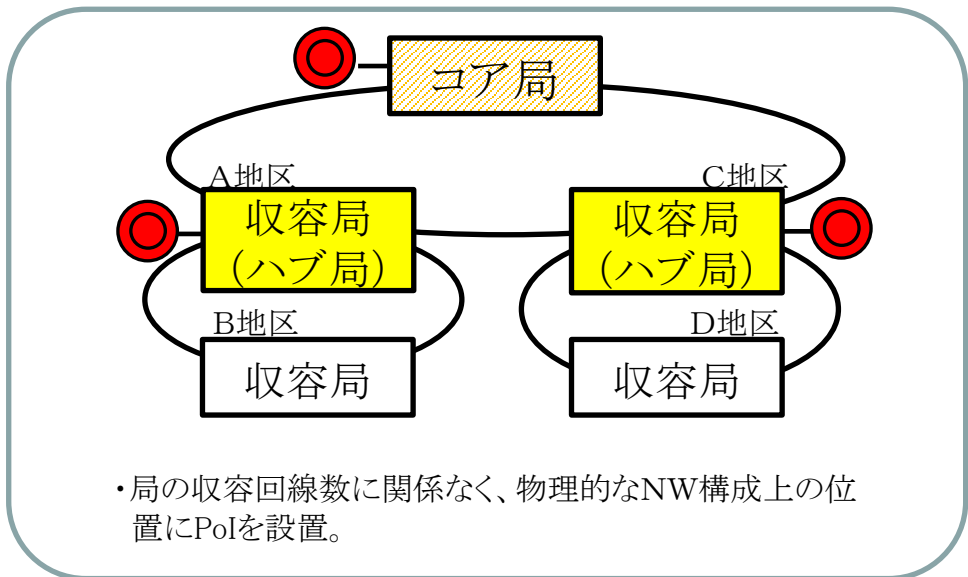 コア局
A地区
C地区
収容局
(ハブ局)
収容局
(ハブ局)
B地区
D地区
収容局
収容局
・局の収容回線数に関係なく、物理的なNW構成上の位
置にPoIを設置。